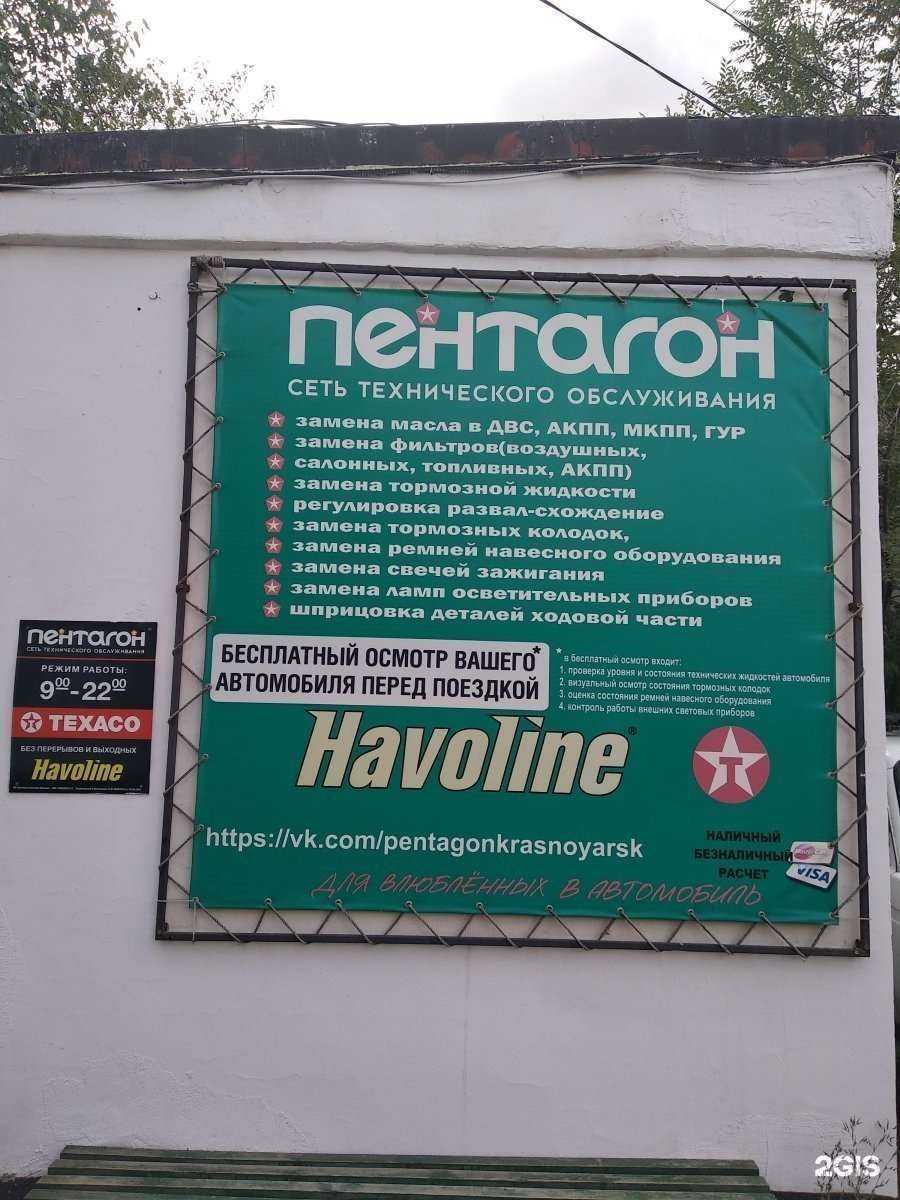 ПЕНТАГОН
СЕТЬ ТЕХНИЧЕСКОГО ОБСЛУЖИВАНИЯ
замена масла в ДВС, АКПП, МКПП, ГУР
замена фильтров(воздушных,
салонных, топливных, АКПП)
замена тормозной жидкости
регулировка развал-схождение
замена тормозных колодок,
замена ремней навесного оборудования
замена свечей зажигания
замена ламп осветительных приборов
шприцовка деталей ходовой части
БЕСПЛАТНЫЙ ОСМОТР ВАШЕГО*
АВТОМОБИЛЯ ПЕРЕД ПОЕЗДКОЙ
* в бесплатный осмотр входит:
1. проверка уровня и состояния технических жидкостей автомобиля
2. визуальный осмотр состояния тормозных колодок
3. оценка состояния ремней навесного оборудования
4. контроль работы внешних световых приборов
Havoline®
T
https://vk.com/pentagonkrasnoyarsk
НАЛИЧНЫЙ
БЕЗНАЛИЧНЫЙ
РАСЧЕТ
VISA
ДЛЯ ВЛЮБЛЁННЫХ В АВТОМОБИЛЬ
ПЕНТАГОН
СЕТЬ ТЕХНИЧЕСКОГО ОБСЛУЖИВАНИЯ
РЕЖИМ РАБОТЫ:
9⁰⁰-22⁰⁰
TEXACO
БЕЗ ПЕРЕРЫВОВ И ВЫХОДНЫХ
Havoline
2GIS